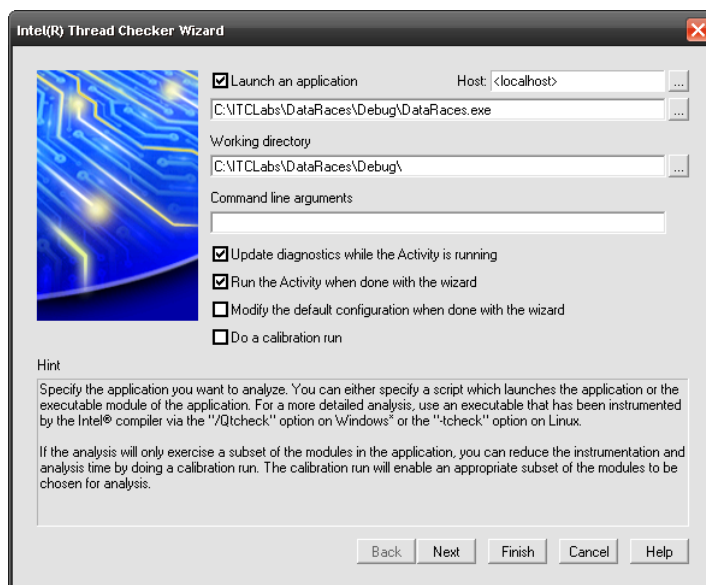 Intel(R) Thread Checker Wizard
Launch an application
Host: <localhost>
...
C:\ITCLabs\DataRaces\Debug\DataRaces.exe
...
Working directory
C:\ITCLabs\DataRaces\Debug\
...
Command line arguments
Update diagnostics while the Activity is running
Run the Activity when done with the wizard
Modify the default configuration when done with the wizard
Do a calibration run
Hint
Specify the application you want to analyze. You can either specify a script which launches the application or the
executable module of the application. For a more detailed analysis, use an executable that has been instrumented
by the Intel® compiler via the "/Qtcheck" option on Windows* or the "-tcheck" option on Linux.
If the analysis will only exercise a subset of the modules in the application, you can reduce the instrumentation and
analysis time by doing a calibration run. The calibration run will enable an appropriate subset of the modules to be
chosen for analysis.
Back Next Finish Cancel Help